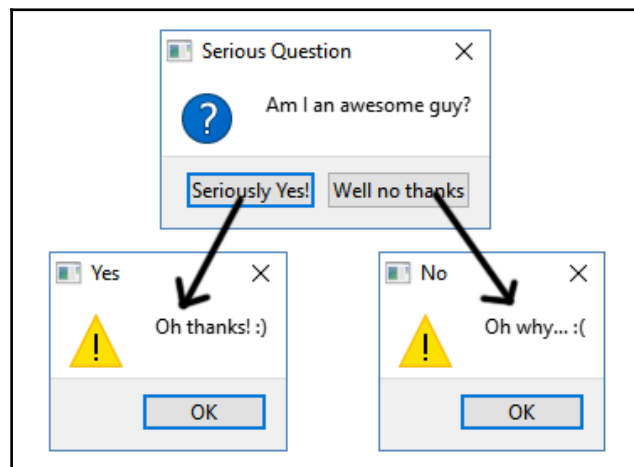 Serious Question
Am I an awesome guy?
?
Seriously Yes!
Well no thanks
Yes
Oh thanks! :)
!
OK
No
Oh why... :(
!
OK